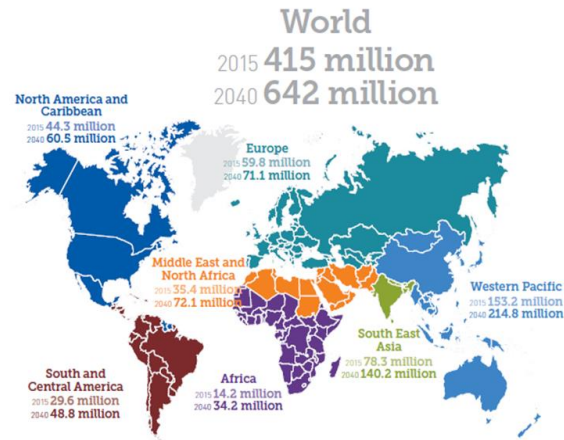 World
2015 415 million
2040 642 million
North America and
Caribbean
2015 44.3 million
2040 60.5 million
Europe
2015 59.8 million
2040 71.1 million
Middle East and
North Africa
2015 35.4 million
2040 72.1 million
Western Pacific
2015 153.2 million
2040 214.8 million
South East
Asia
2015 78.3 million
2040 140.2 million
South and
Central America
2015 29.6 million
2040 48.8 million
Africa
2015 14.2 million
2040 34.2 million